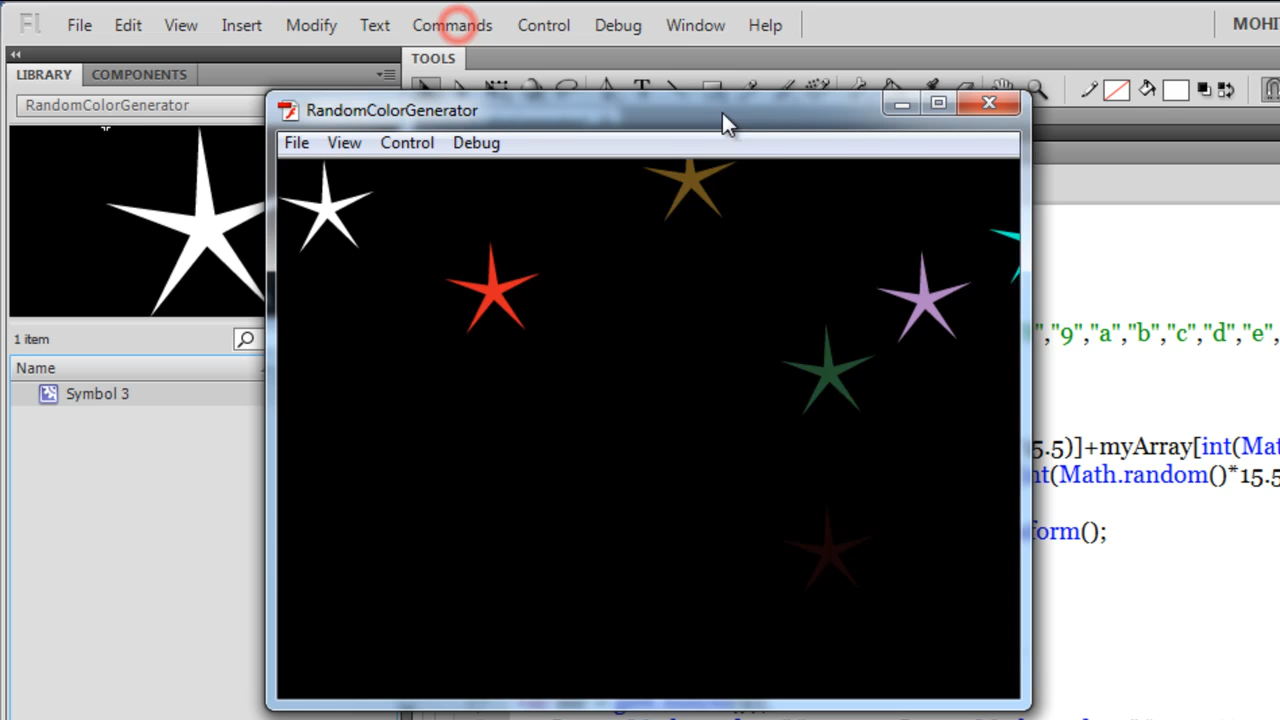 Fl File Edit View Insert Modify Text Commands Control Debug Window Help MOHI
TOOLS
LIBRARY COMPONENTS
RandomColorGenerator
RandomColorGenerator
File View Control Debug
1 item
Name
Symbol 3
","9","a","b","c","d","e",
5.5)]+myArray[int(Mat
nt(Math.random()*15.5
form();